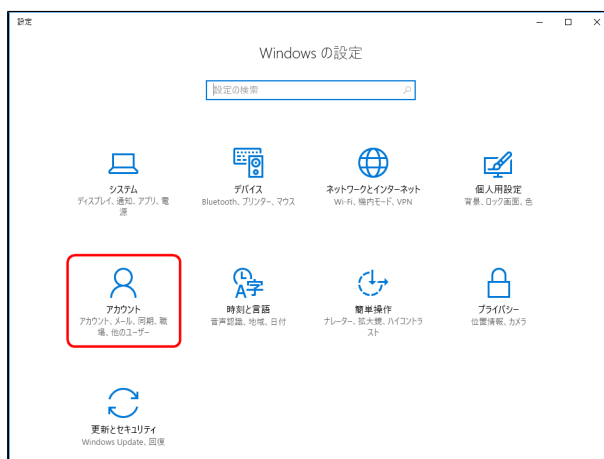 設定
Windows の設定
設定の検索
システム
ディスプレイ、通知、アプリ、電
源
デバイス
Bluetooth、プリンター、マウス
ネットワークとインターネット
Wi-Fi、機内モード、VPN
個人用設定
背景、ロック画面、色
アカウント
アカウント、メール、同期、職
場、他のユーザー
時刻と言語
音声認識、地域、日付
簡単操作
ナレーター、拡大鏡、ハイコントラ
スト
プライバシー
位置情報、カメラ
更新とセキュリティ
Windows Update、回復